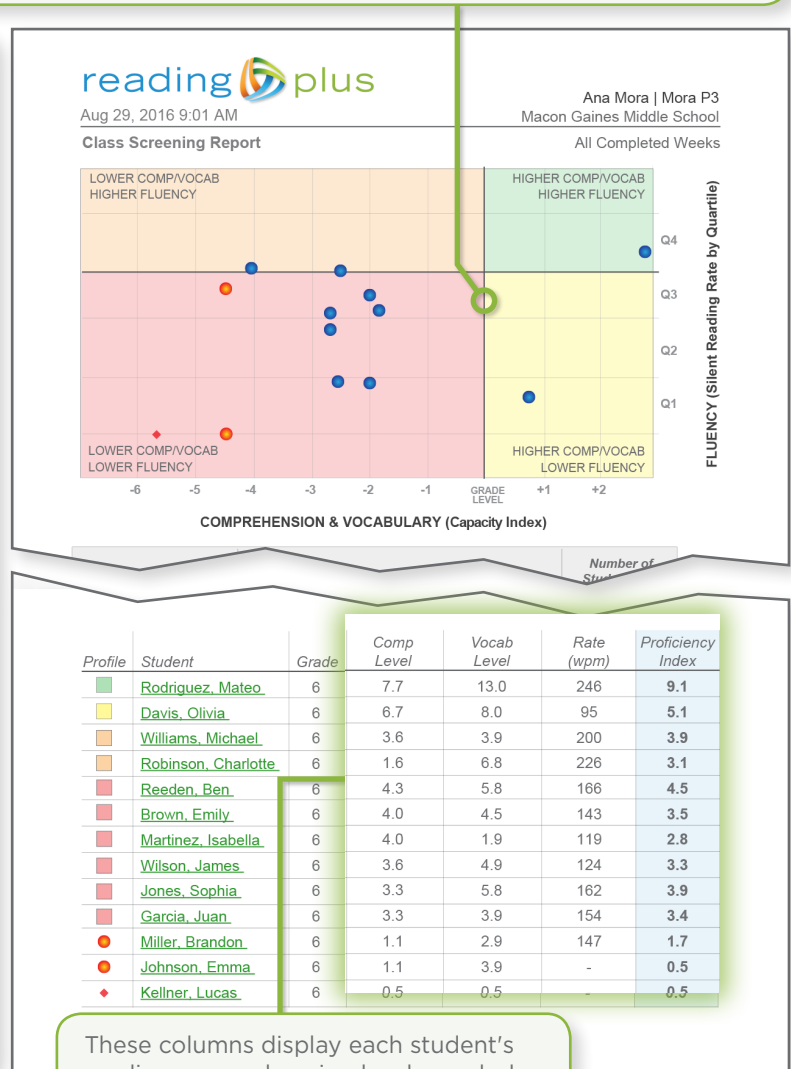 reading plus
Aug 29, 2016 9:01 AM
Ana Mora | Mora P3
Macon Gaines Middle School
Class Screening Report
All Completed Weeks
LOWER COMP/VOCAB
HIGHER FLUENCY
HIGHER COMP/VOCAB
HIGHER FLUENCY
Q4
Q3
Q2
Q1
FLUENCY (Silent Reading Rate by Quartile)
LOWER COMP/VOCAB
LOWER FLUENCY
HIGHER COMP/VOCAB
LOWER FLUENCY
-6 -5 -4 -3 -2 -1 GRADE LEVEL +1 +2
COMPREHENSION & VOCABULARY (Capacity Index)
Number of
Profile Student Grade Comp Level Vocab Level Rate (wpm) Proficiency Index
Rodriguez, Mateo 6 7.7 13.0 246 9.1
Davis, Olivia 6 6.7 8.0 95 5.1
Williams, Michael 6 3.6 3.9 200 3.9
Robinson, Charlotte 6 1.6 6.8 226 3.1
Reeden, Ben 6 4.3 5.8 166 4.5
Brown, Emily 6 4.0 4.5 143 3.5
Martinez, Isabella 6 4.0 1.9 119 2.8
Wilson, James 6 3.6 4.9 124 3.3
Jones, Sophia 6 3.3 5.8 162 3.9
Garcia, Juan 6 3.3 3.9 154 3.4
Miller, Brandon 6 1.1 2.9 147 1.7
Johnson, Emma 6 1.1 3.9 - 0.5
Kellner, Lucas 6 0.5 0.5 - 0.5
These columns display each student's